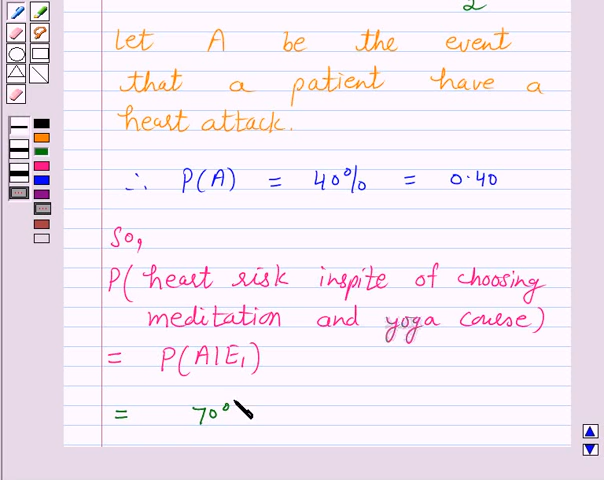 2
Let A be the event
that a patient have a
heart attack.
∴ P(A) = 40% = 0.40
So,
P( heart risk inspite of choosing
meditation and yoga course)
= P(A|E₁)
= 70%